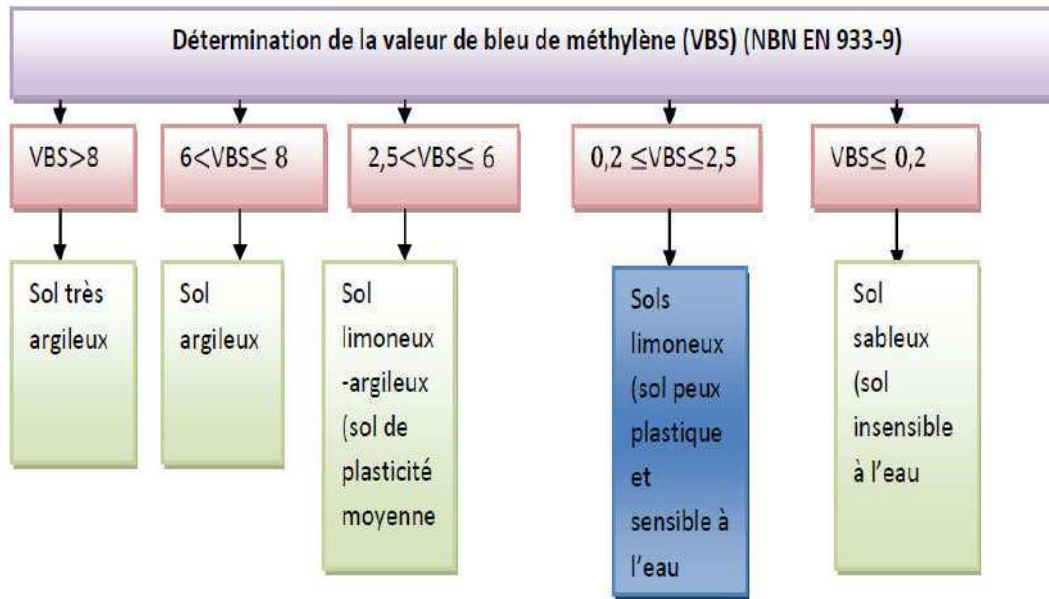 Détermination de la valeur de bleu de méthylène (VBS) (NBN EN 933-9)
VBS>8
6<VBS≤ 8
2,5<VBS≤ 6
0,2 ≤VBS≤2,5
VBS≤ 0,2
Sol très
argileux
Sol
argileux
Sol
limoneux
-argileux
(sol de
plasticité
moyenne
Sols
limoneux
(sol peux
plastique
et
sensible à
l'eau
Sol
sableux
(sol
insensible
à l'eau